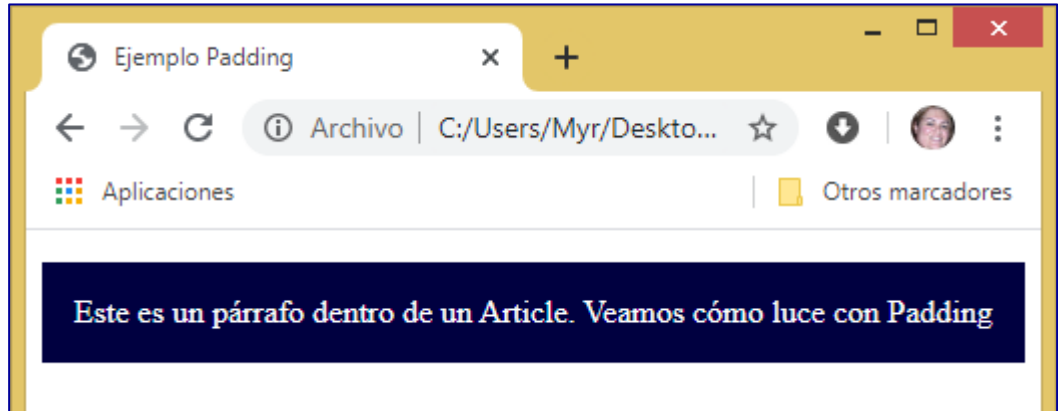 Ejemplo Padding
Archivo | C:/Users/Myr/Deskto...
Aplicaciones
Otros marcadores
Este es un párrafo dentro de un Article. Veamos cómo luce con Padding